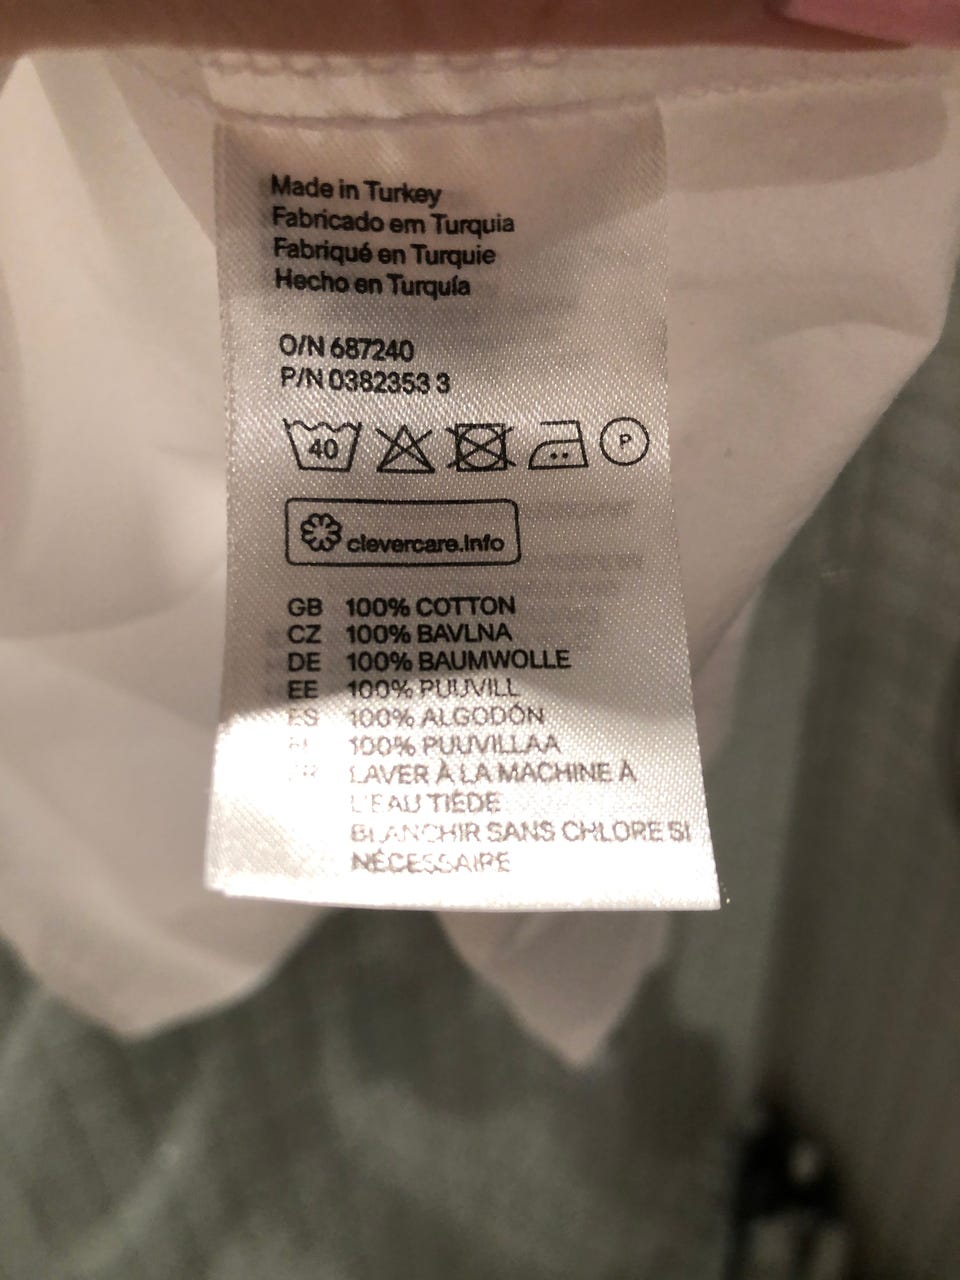 Made in Turkey
Fabricado em Turquia
Fabriqué en Turquie
Hecho en Turquía
O/N 687240
P/N 0382353 3
40 P
clevercare.info
GB 100% COTTON
CZ 100% BAVLNA
DE 100% BAUMWOLLE
EE 100% PUUVILL
ES 100% ALGODÓN
FI 100% PUUVILLAA
FR LAVER À LA MACHINE À
L'EAU TIÈDE
BLANCHIR SANS CHLORE SI
NÉCESSAIRE